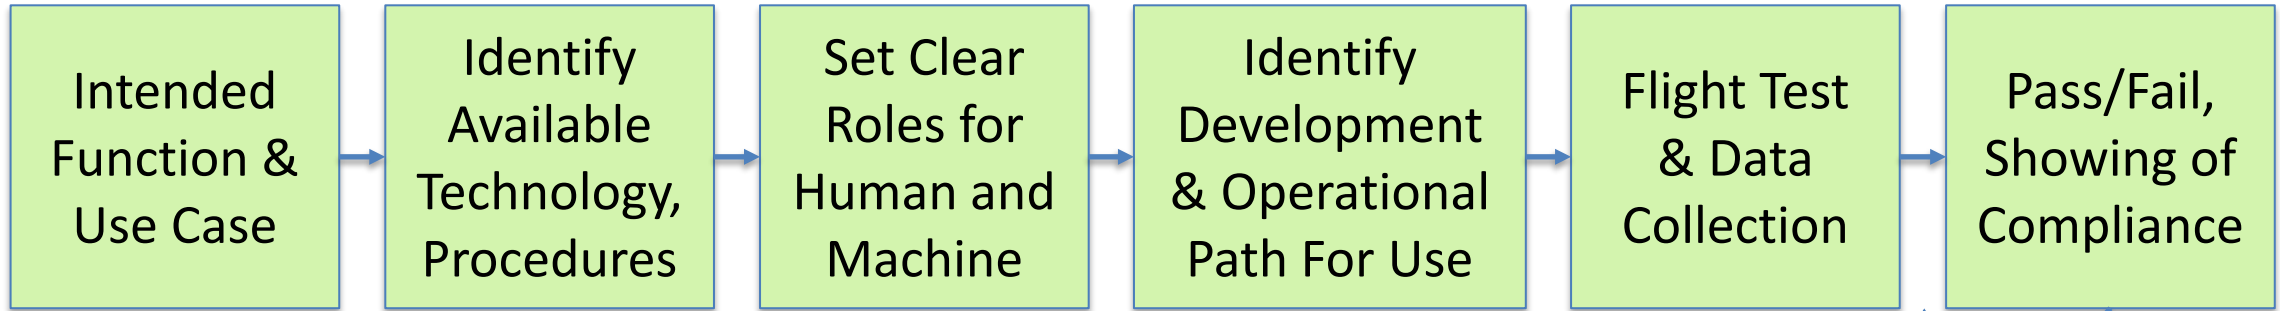 Intended
Function &
Use Case
Identify
Available
Technology,
Procedures
Set Clear
Roles for
Human and
Machine
Identify
Development
& Operational
Path For Use
Flight Test
& Data
Collection
Pass/Fail,
Showing of
Compliance